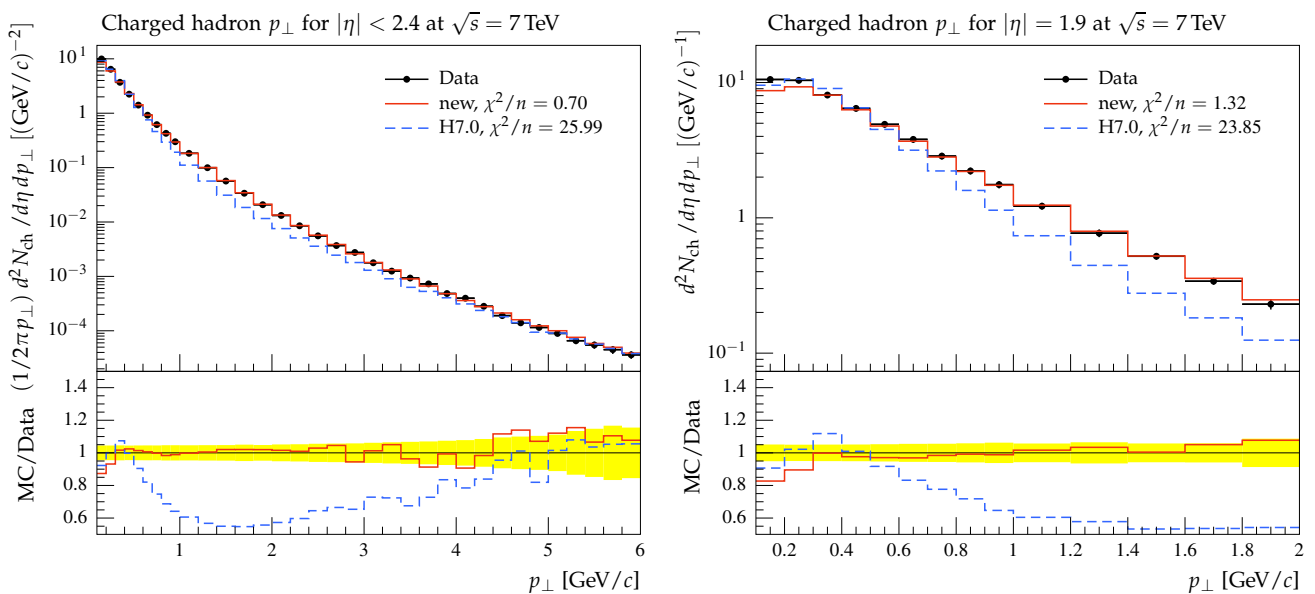 Charged hadron p⊥ for |η| < 2.4 at √s = 7 TeV
(1/2πp⊥) d²N_ch/dη dp⊥ [(GeV/c)⁻²]
10¹
1
10⁻¹
10⁻²
10⁻³
10⁻⁴
Data
new, χ²/n = 0.70
H7.0, χ²/n = 25.99
MC/Data
1.4
1.2
1
0.8
0.6
1 2 3 4 5 6
p⊥ [GeV/c]
Charged hadron p⊥ for |η| = 1.9 at √s = 7 TeV
d²N_ch/dη dp⊥ [(GeV/c)⁻¹]
10¹
1
10⁻¹
Data
new, χ²/n = 1.32
H7.0, χ²/n = 23.85
MC/Data
1.4
1.2
1
0.8
0.6
0.2 0.4 0.6 0.8 1 1.2 1.4 1.6 1.8 2
p⊥ [GeV/c]